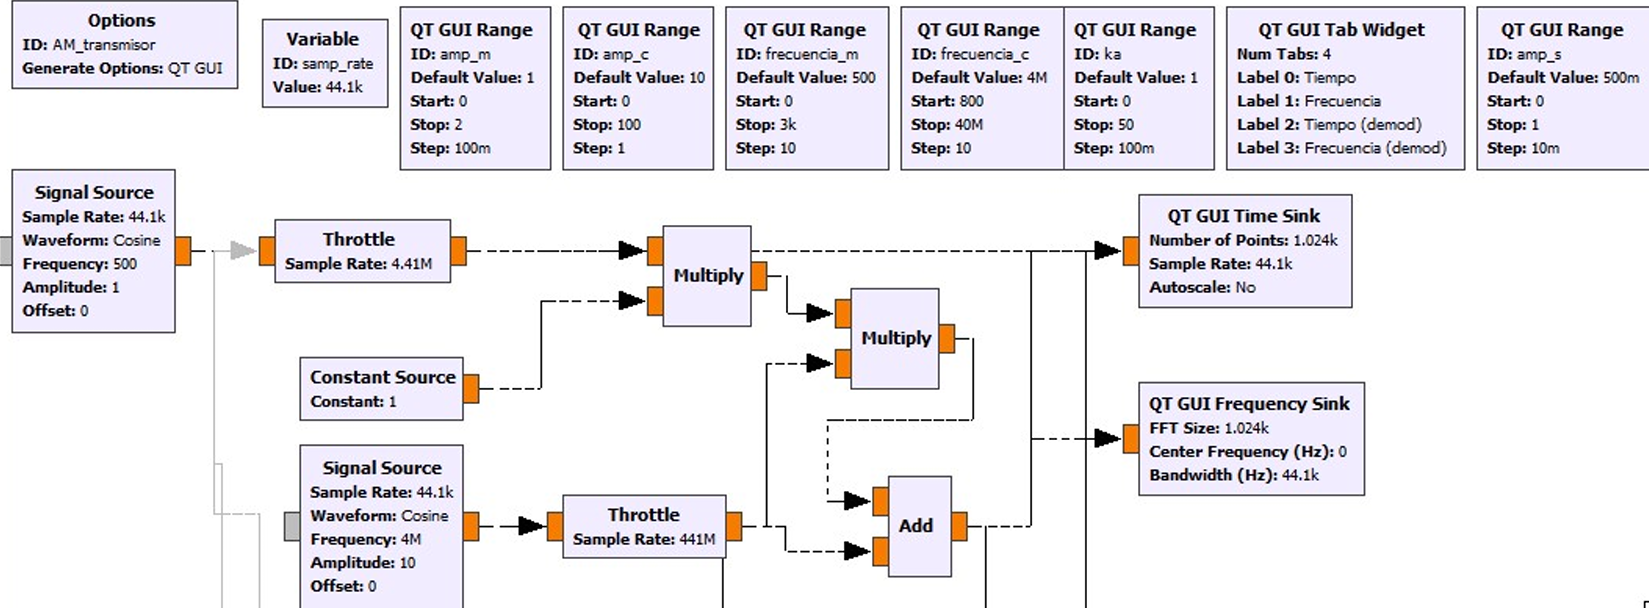 Options
ID: AM_transmisor
Generate Options: QT GUI
Variable
ID: samp_rate
Value: 44.1k
QT GUI Range
ID: amp_m
Default Value: 1
Start: 0
Stop: 2
Step: 100m
QT GUI Range
ID: amp_c
Default Value: 10
Start: 0
Stop: 100
Step: 1
QT GUI Range
ID: frecuencia_m
Default Value: 500
Start: 0
Stop: 3k
Step: 10
QT GUI Range
ID: frecuencia_c
Default Value: 4M
Start: 800
Stop: 40M
Step: 10
QT GUI Range
ID: ka
Default Value: 1
Start: 0
Stop: 50
Step: 100m
QT GUI Tab Widget
Num Tabs: 4
Label 0: Tiempo
Label 1: Frecuencia
Label 2: Tiempo (demod)
Label 3: Frecuencia (demod)
QT GUI Range
ID: amp_s
Default Value: 500m
Start: 0
Stop: 1
Step: 10m
Signal Source
Sample Rate: 44.1k
Waveform: Cosine
Frequency: 500
Amplitude: 1
Offset: 0
Throttle
Sample Rate: 4.41M
Multiply
QT GUI Time Sink
Number of Points: 1.024k
Sample Rate: 44.1k
Autoscale: No
Multiply
Constant Source
Constant: 1
QT GUI Frequency Sink
FFT Size: 1.024k
Center Frequency (Hz): 0
Bandwidth (Hz): 44.1k
Signal Source
Sample Rate: 44.1k
Waveform: Cosine
Frequency: 4M
Amplitude: 10
Offset: 0
Throttle
Sample Rate: 441M
Add